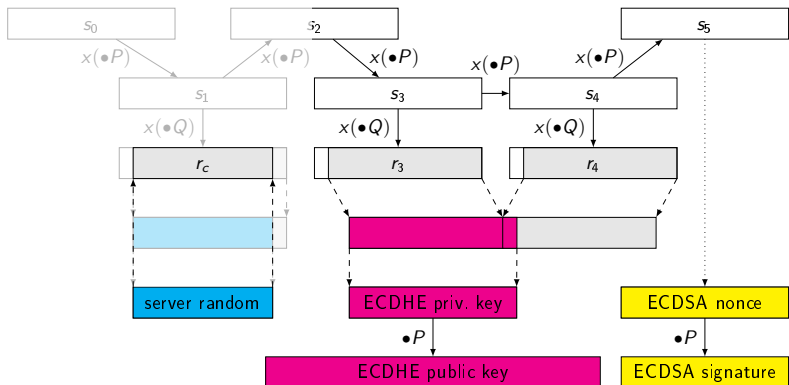 s₀ s₂ s₅
x(•P) x(•P) x(•P) x(•P) x(•P)
s₁ s₃ s₄
x(•Q) x(•Q) x(•Q)
r_c r₃ r₄
server random ECDHE priv. key ECDSA nonce
•P •P
ECDHE public key ECDSA signature